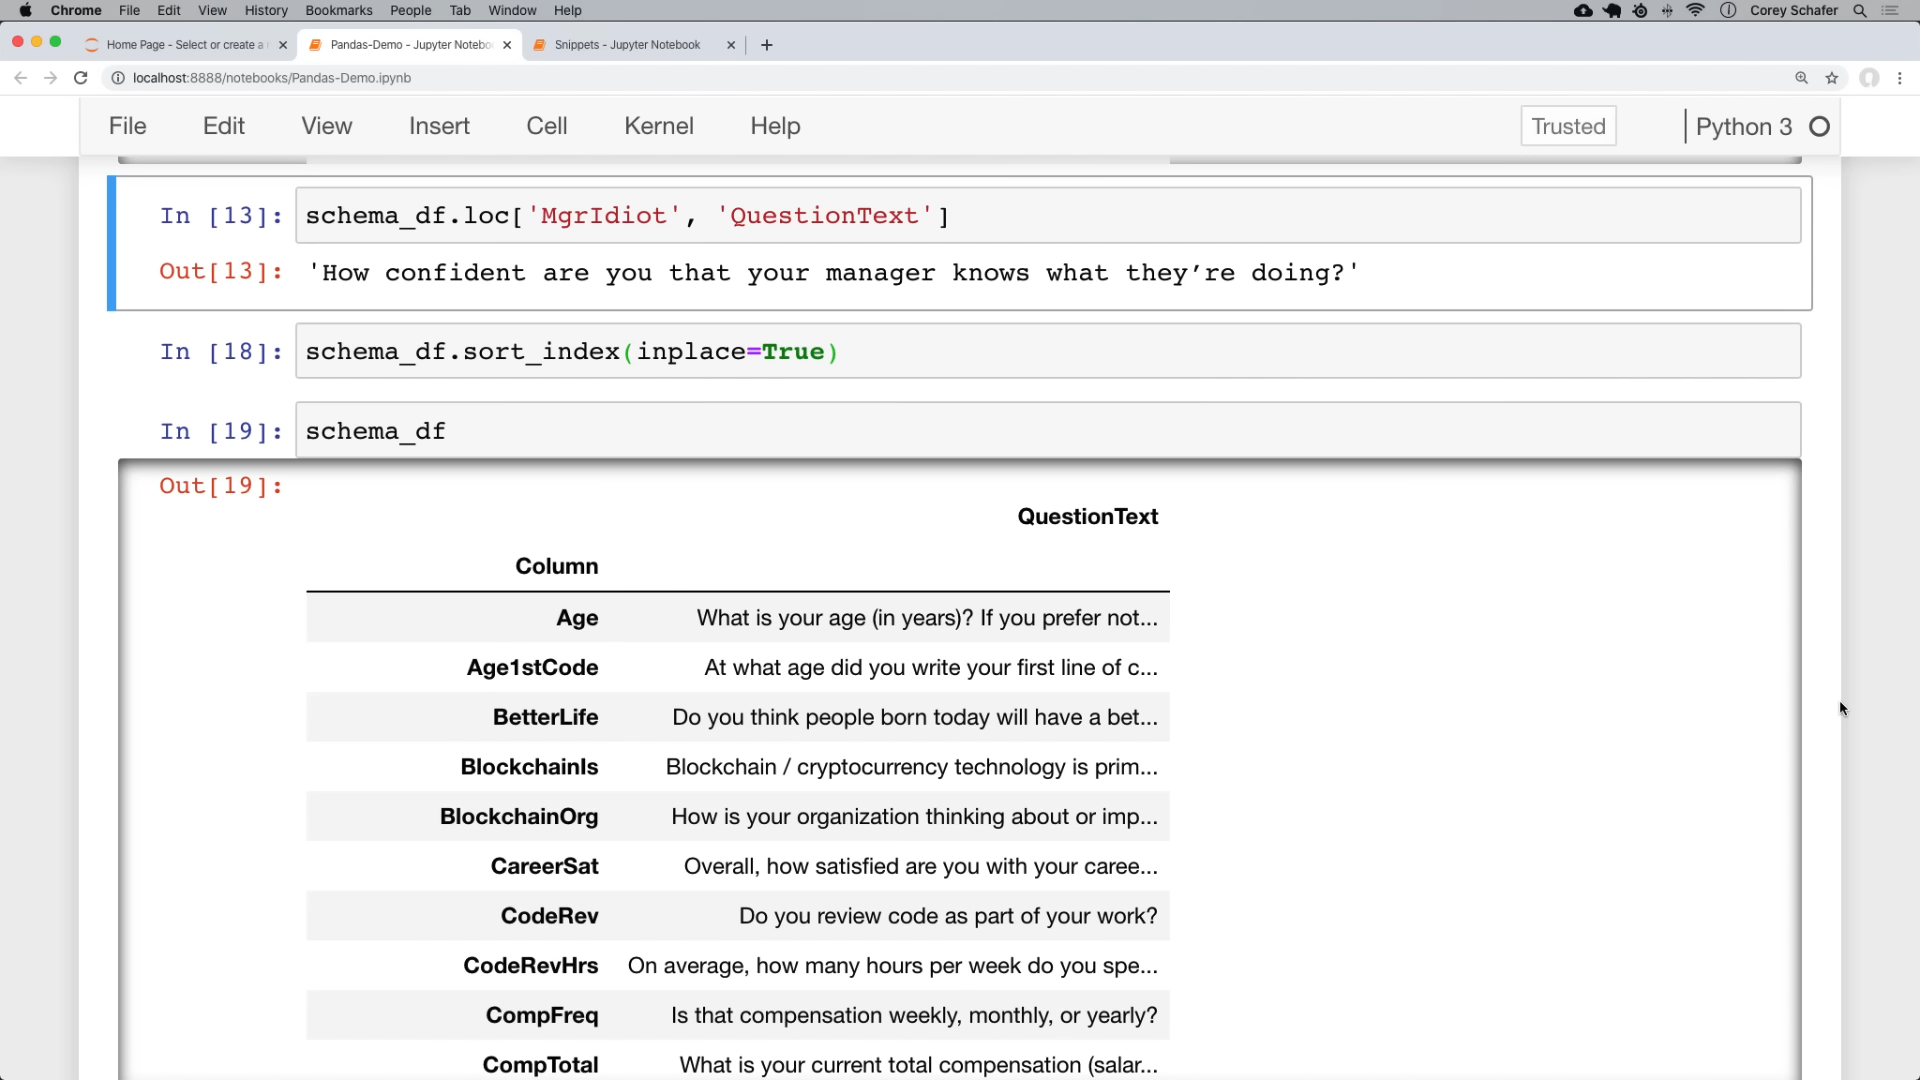 Chrome File Edit View History Bookmarks People Tab Window Help Corey Schafer
Home Page - Select or create a Pandas-Demo - Jupyter Notebo Snippets - Jupyter Notebook
localhost:8888/notebooks/Pandas-Demo.ipynb
File Edit View Insert Cell Kernel Help Trusted Python 3
In [13]: schema_df.loc['MgrIdiot', 'QuestionText']
Out[13]: 'How confident are you that your manager knows what they’re doing?'
In [18]: schema_df.sort_index(inplace=True)
In [19]: schema_df
Out[19]:
QuestionText
Column
Age What is your age (in years)? If you prefer not...
Age1stCode At what age did you write your first line of c...
BetterLife Do you think people born today will have a bet...
BlockchainIs Blockchain / cryptocurrency technology is prim...
BlockchainOrg How is your organization thinking about or imp...
CareerSat Overall, how satisfied are you with your caree...
CodeRev Do you review code as part of your work?
CodeRevHrs On average, how many hours per week do you spe...
CompFreq Is that compensation weekly, monthly, or yearly?
CompTotal What is your current total compensation (salar...